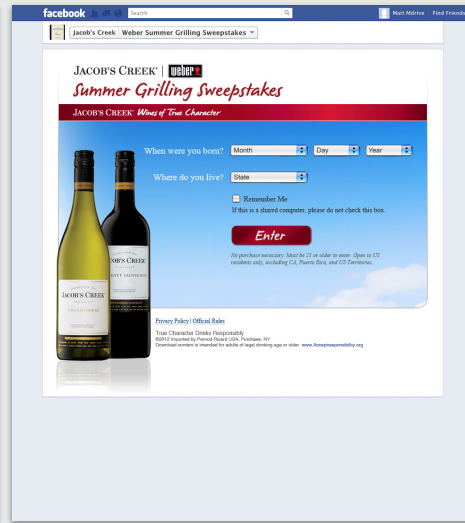 facebook Search Matt Mdrive Find Friends
Jacob's Creek Weber Summer Grilling Sweepstakes
JACOB'S CREEK® | weber
Summer Grilling Sweepstakes
JACOB'S CREEK® Wines of True Character
When were you born? Month Day Year
Where do you live? State
Remember Me
If this is a shared computer, please do not check this box.
Enter
No purchase necessary. Must be 21 or older to enter. Open to US
residents only, excluding CA, Puerto Rico, and US Territories.
JACOB'S CREEK
CHARDONNAY
Privacy Policy | Official Rules
True Character Drinks Responsibly
©2012 Imported by Pernod Ricard USA, Purchase, NY
Download content is intended for adults of legal drinking age or older. www.Acceptresponsibility.org